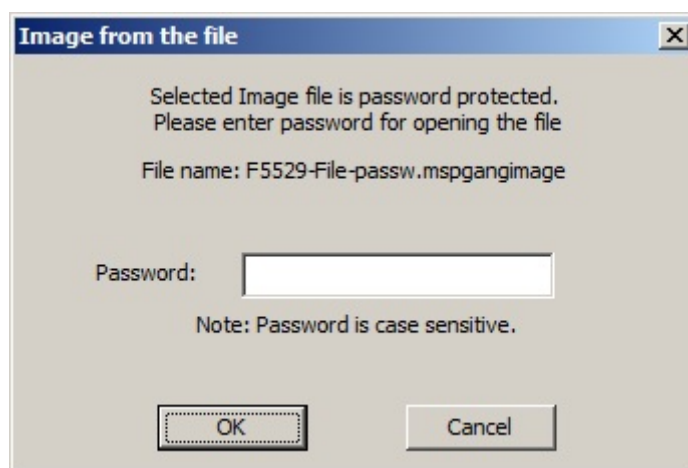 Image from the file
Selected Image file is password protected.
Please enter password for opening the file
File name: F5529-File-passw.mspgangimage
Password:
Note: Password is case sensitive.
OK
Cancel